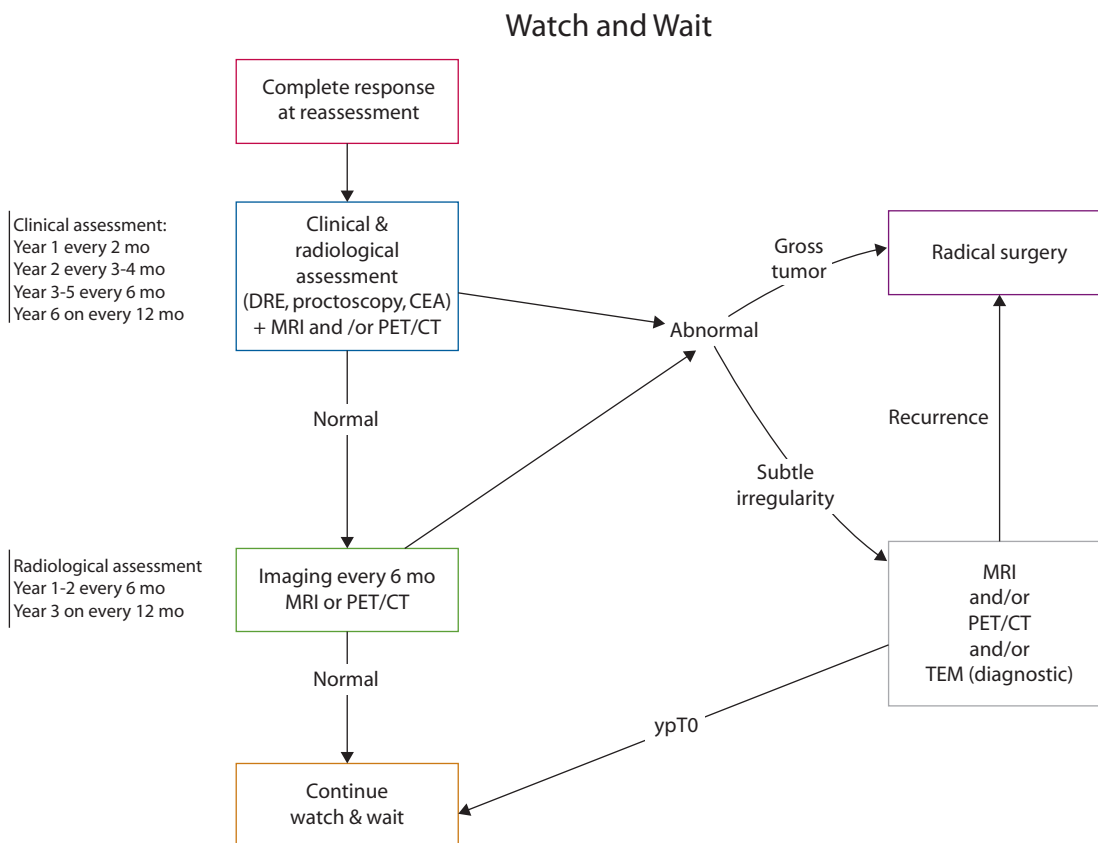 Watch and Wait
Complete response
at reassessment
Clinical assessment:
Year 1 every 2 mo
Year 2 every 3-4 mo
Year 3-5 every 6 mo
Year 6 on every 12 mo
Clinical &
radiological
assessment
(DRE, proctoscopy, CEA)
+ MRI and /or PET/CT
Gross
tumor
Radical surgery
Abnormal
Normal
Recurrence
Subtle
irregularity
Radiological assessment
Year 1-2 every 6 mo
Year 3 on every 12 mo
Imaging every 6 mo
MRI or PET/CT
MRI
and/or
PET/CT
and/or
TEM (diagnostic)
Normal
ypT0
Continue
watch & wait